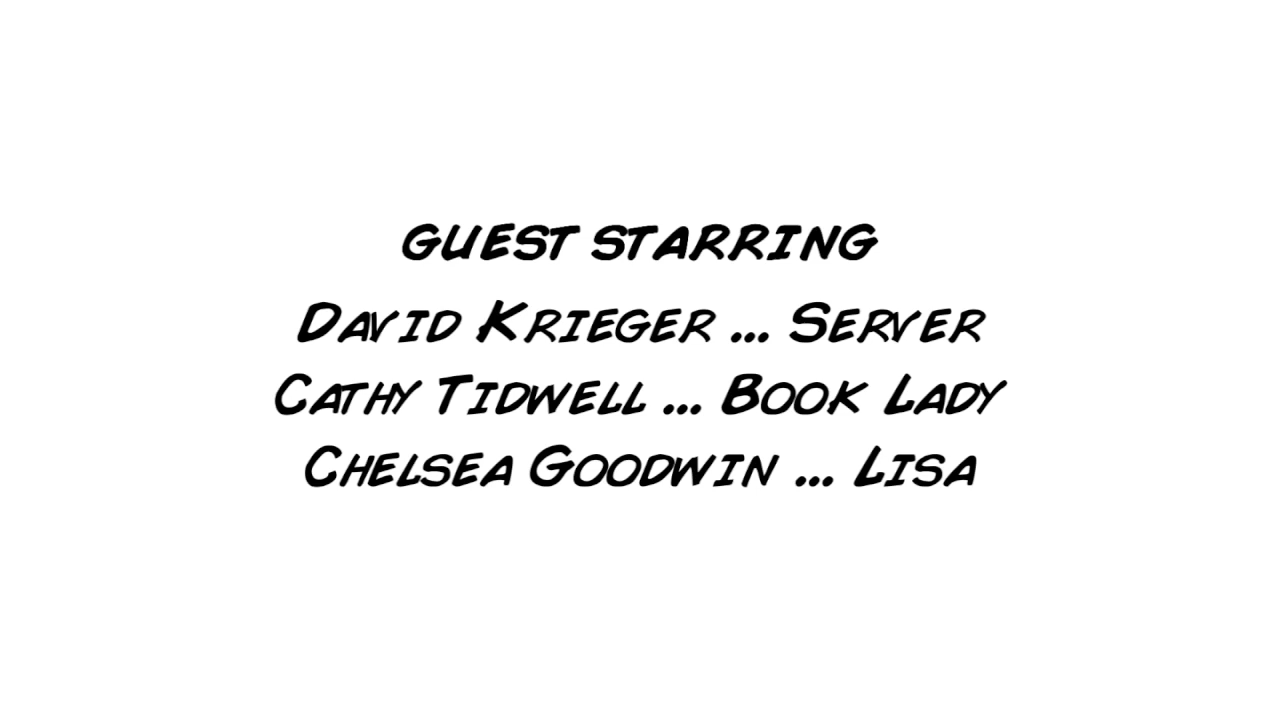 GUEST STARRING
DAVID KRIEGER ... SERVER
CATHY TIDWELL ... BOOK LADY
CHELSEA GOODWIN ... LISA